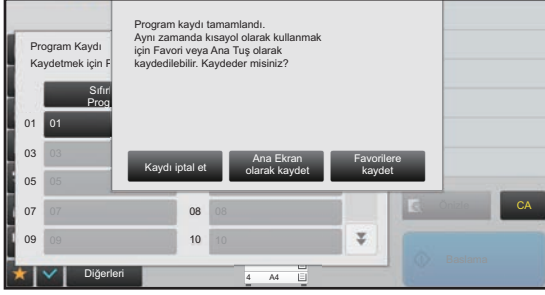 Program kaydı tamamlandı.
Aynı zamanda kısayol olarak kullanmak
için Favori veya Ana Tuş olarak
kaydedilebilir. Kaydeder misiniz?
Kaydı iptal et
Ana Ekran
olarak kaydet
Favorilere
kaydet
Program Kaydı
Kaydetmek için
Sıfırl
Prog
01 01
03 03
05 05
07 07 08 08
09 09 10 10
CA
Diğerleri
4 A4